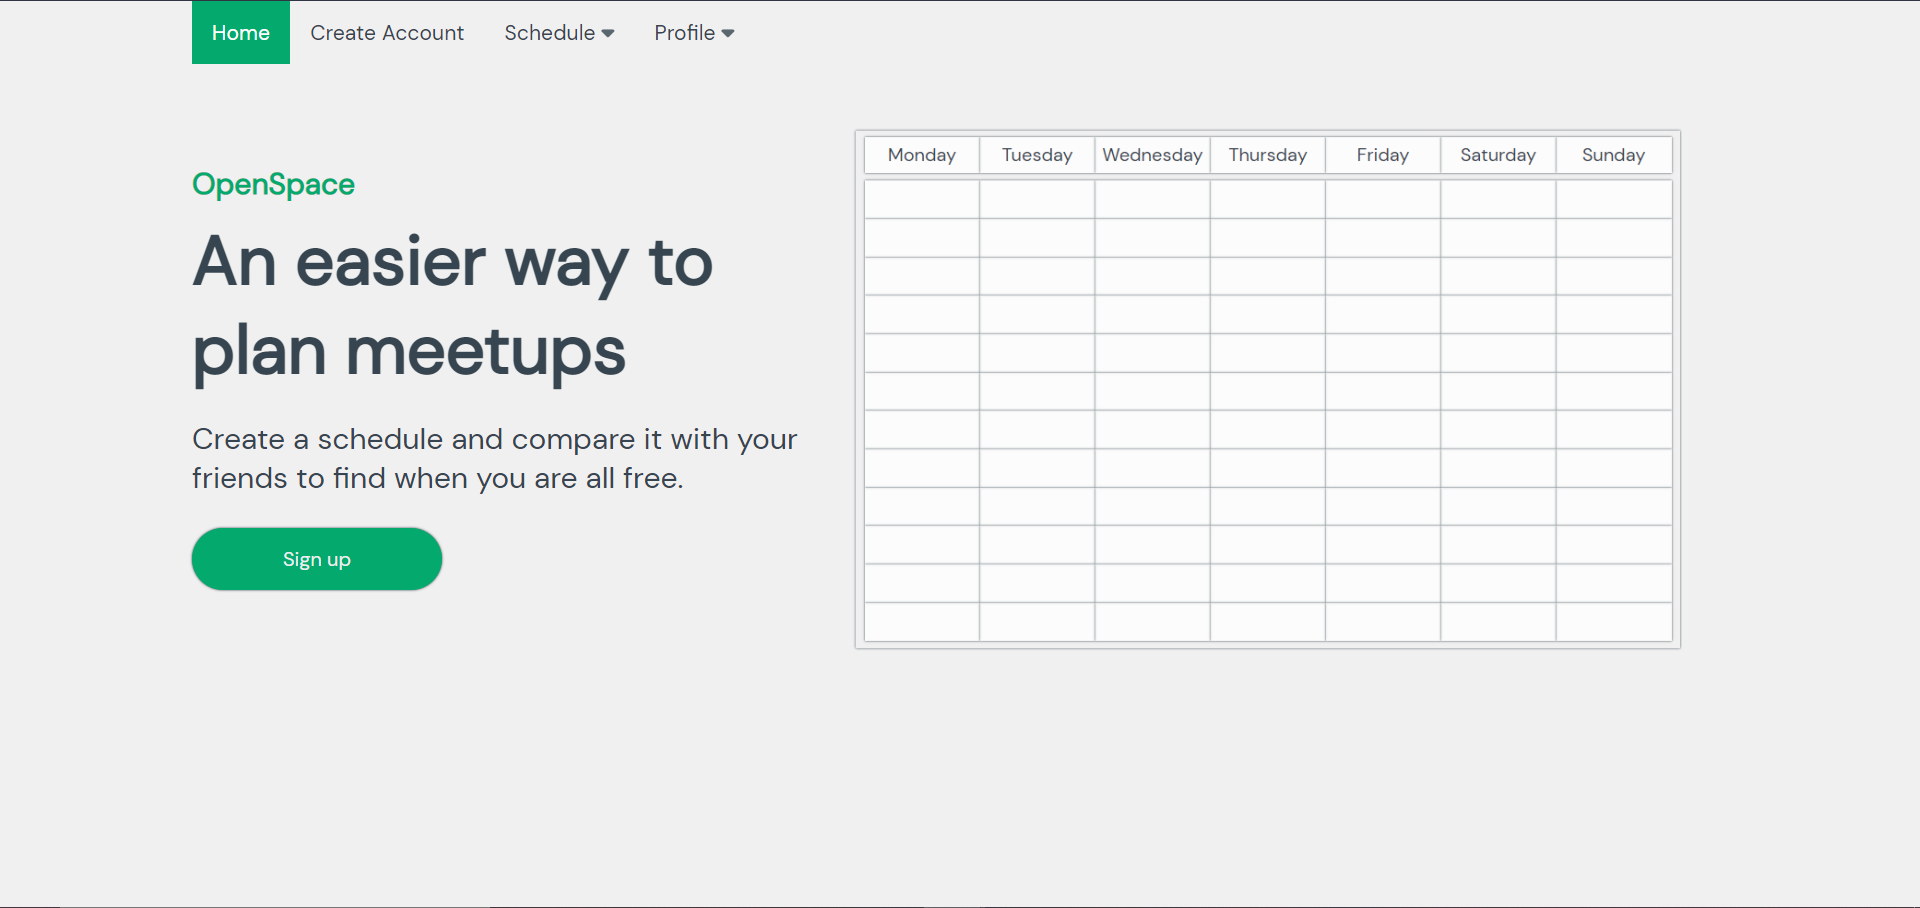 Home Create Account Schedule Profile
OpenSpace
An easier way to
plan meetups
Create a schedule and compare it with your
friends to find when you are all free.
Sign up
Monday Tuesday Wednesday Thursday Friday Saturday Sunday